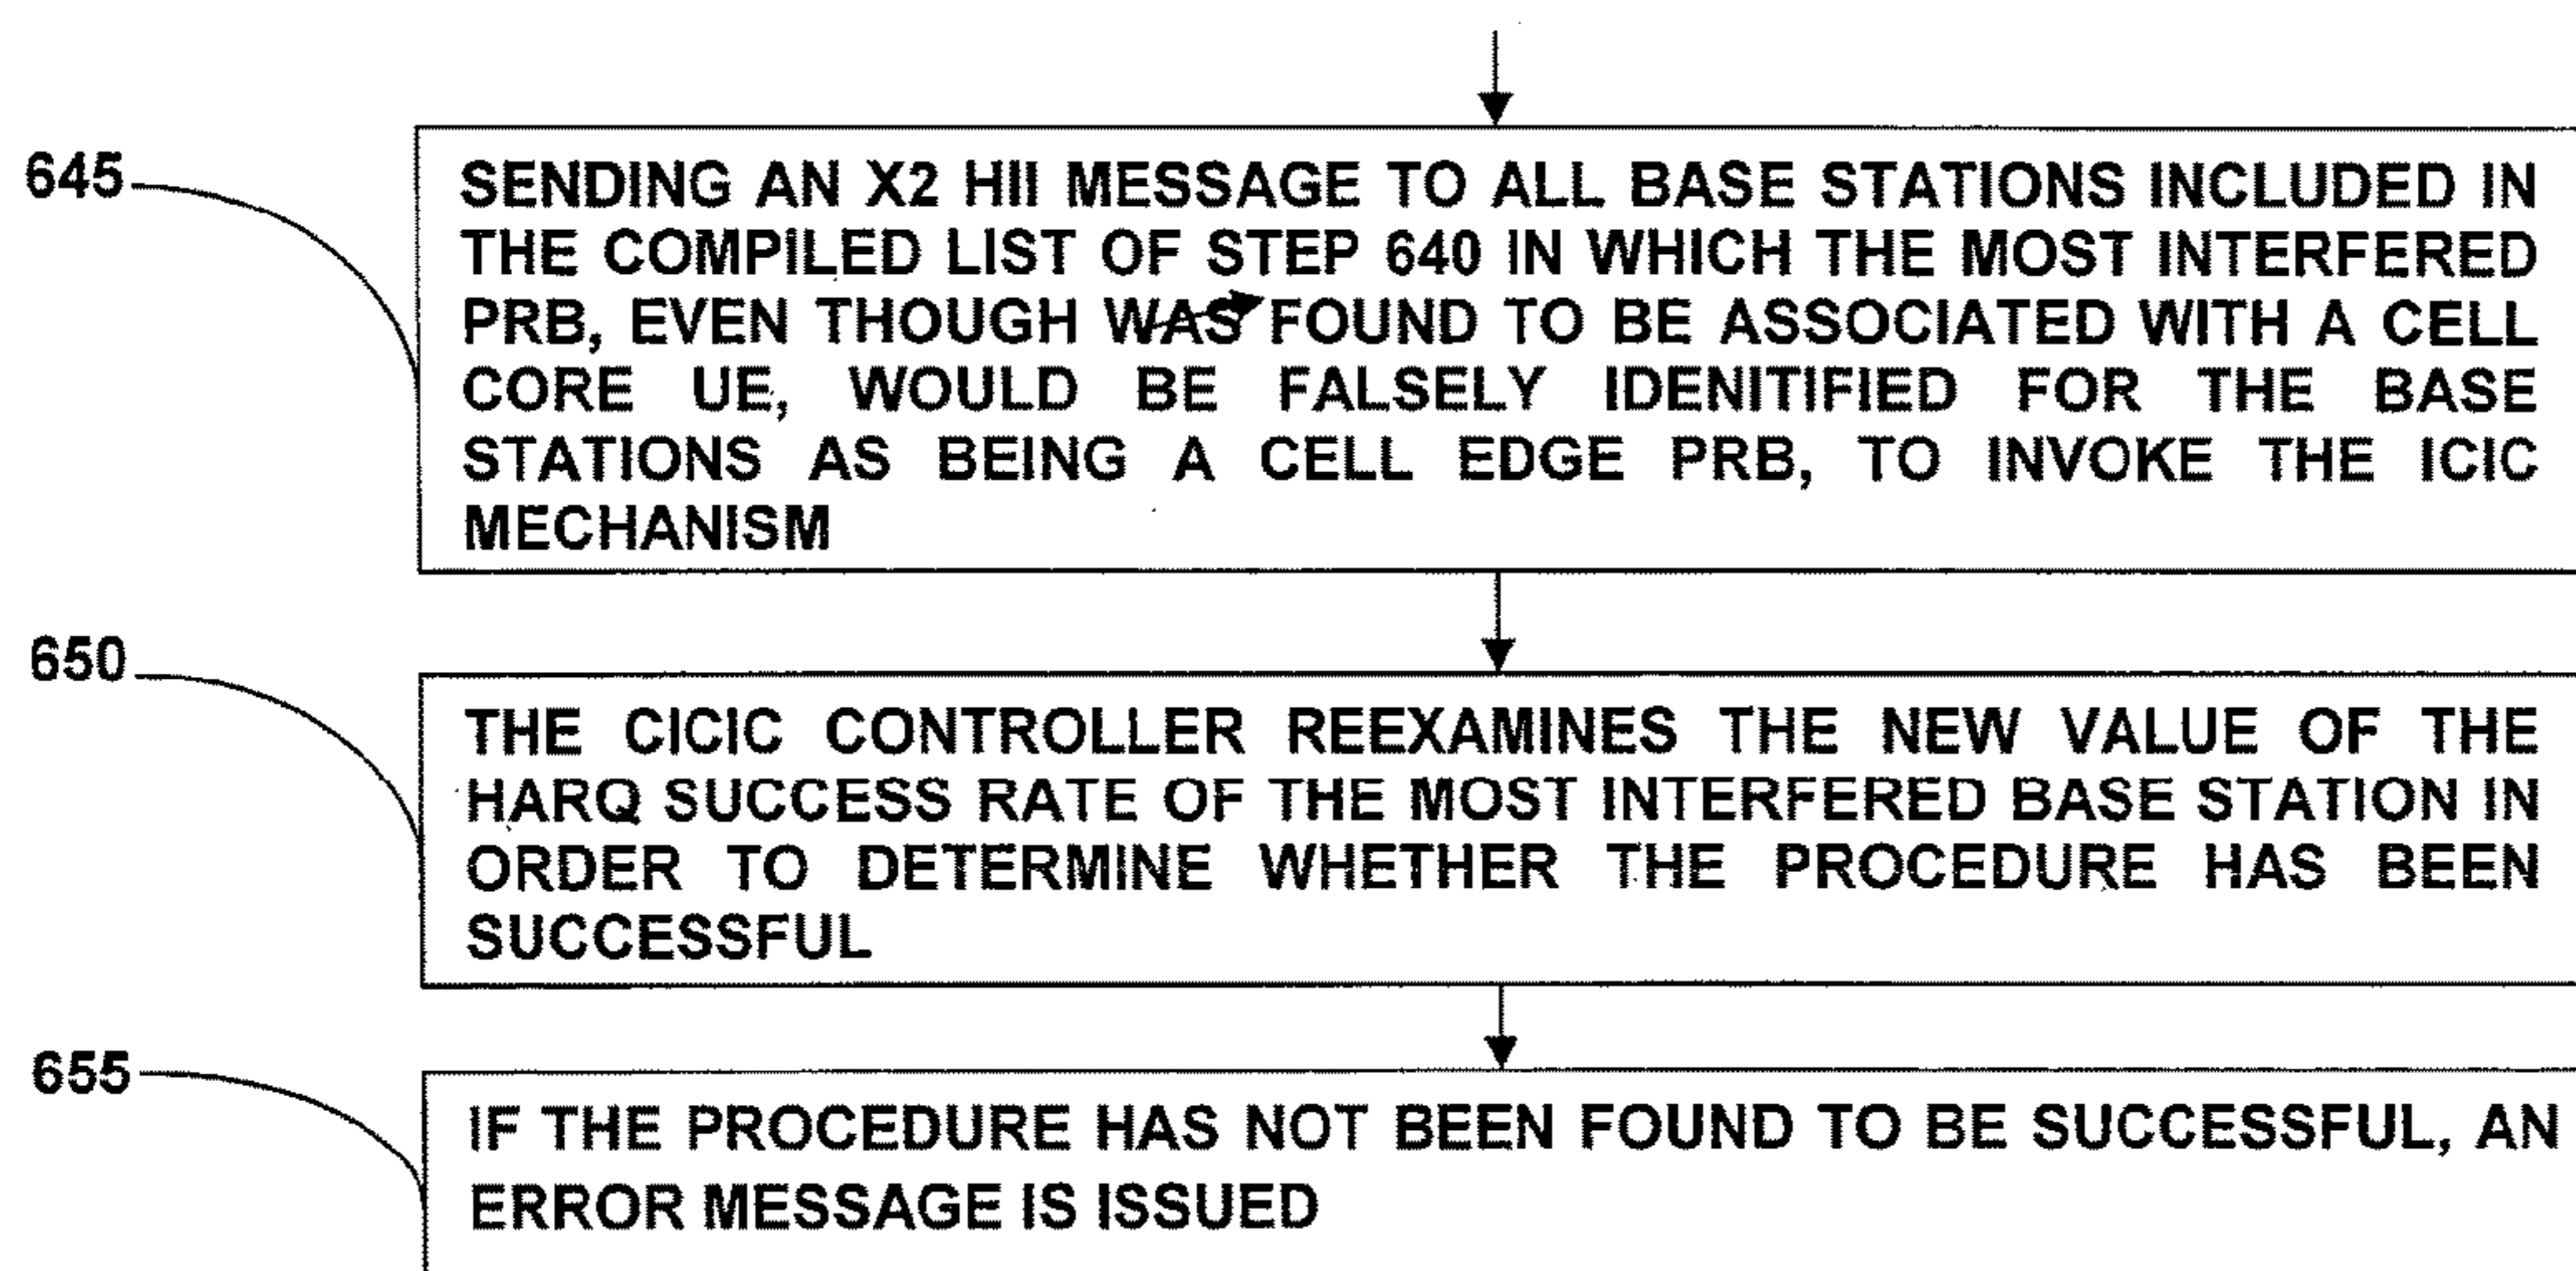 645
SENDING AN X2 HII MESSAGE TO ALL BASE STATIONS INCLUDED IN
THE COMPILED LIST OF STEP 640 IN WHICH THE MOST INTERFERED
PRB, EVEN THOUGH WAS FOUND TO BE ASSOCIATED WITH A CELL
CORE UE, WOULD BE FALSELY IDENITIFIED FOR THE BASE
STATIONS AS BEING A CELL EDGE PRB, TO INVOKE THE ICIC
MECHANISM
650
THE CICIC CONTROLLER REEXAMINES THE NEW VALUE OF THE
HARQ SUCCESS RATE OF THE MOST INTERFERED BASE STATION IN
ORDER TO DETERMINE WHETHER THE PROCEDURE HAS BEEN
SUCCESSFUL
655
IF THE PROCEDURE HAS NOT BEEN FOUND TO BE SUCCESSFUL, AN
ERROR MESSAGE IS ISSUED